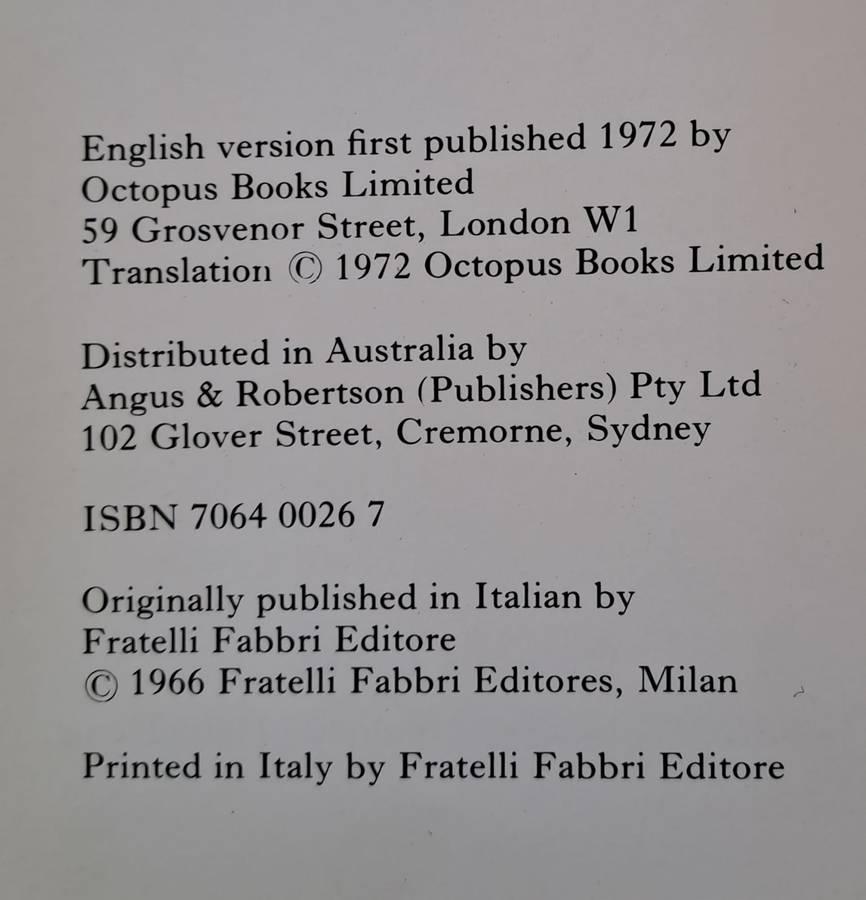 English version first published 1972 by
Octopus Books Limited
59 Grosvenor Street, London W1
Translation © 1972 Octopus Books Limited
Distributed in Australia by
Angus & Robertson (Publishers) Pty Ltd
102 Glover Street, Cremorne, Sydney
ISBN 7064 0026 7
Originally published in Italian by
Fratelli Fabbri Editore
© 1966 Fratelli Fabbri Editores, Milan
Printed in Italy by Fratelli Fabbri Editore